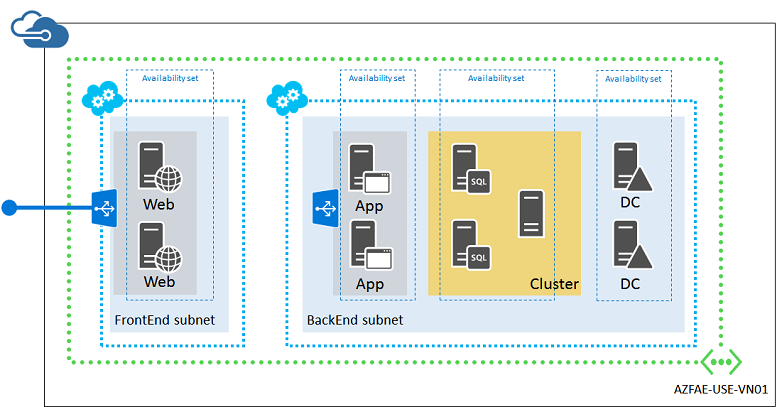 Availability set
Availability set
Availability set
Availability set
Web
Web
FrontEnd subnet
App
App
SQL
SQL
Cluster
DC
DC
BackEnd subnet
AZFAE-USE-VN01